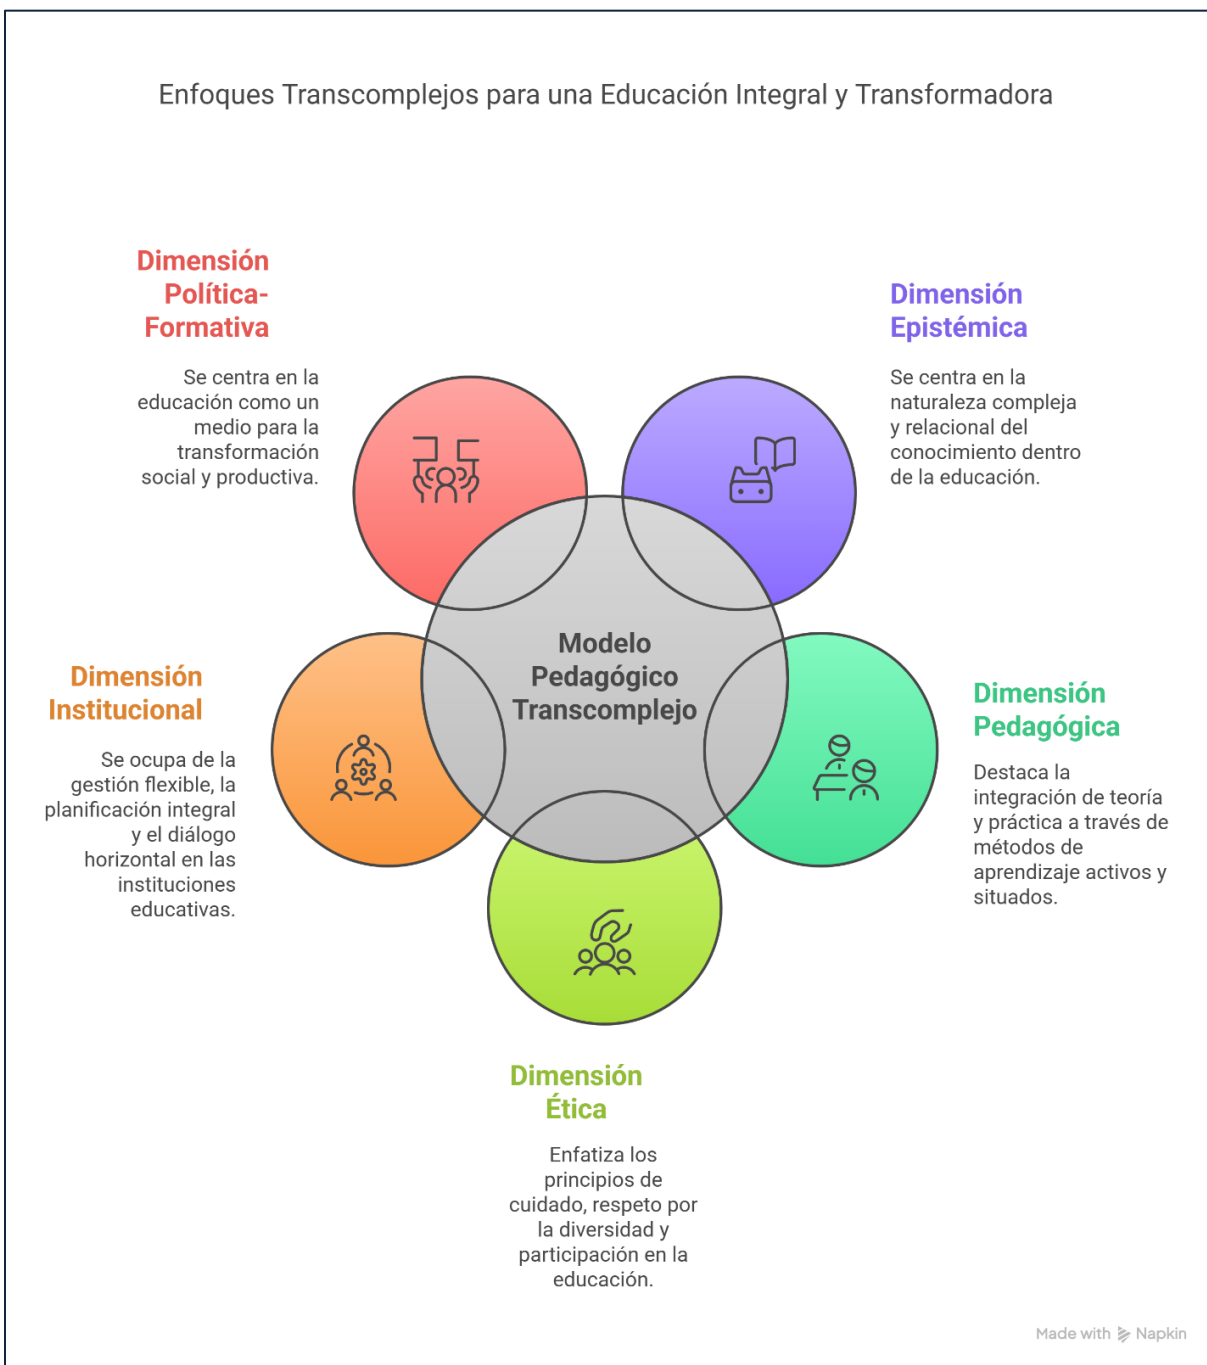 Enfoques Transcomplejos para una Educación Integral y Transformadora
Dimensión
Política-
Formativa
Se centra en la
educación como un
medio para la
transformación
social y productiva.
Dimensión
Epistémica
Se centra en la
naturaleza compleja
y relacional del
conocimiento dentro
de la educación.
Modelo
Pedagógico
Transcomplejo
Dimensión
Institucional
Se ocupa de la
gestión flexible, la
planificación integral
y el diálogo
horizontal en las
instituciones
educativas.
Dimensión
Pedagógica
Destaca la
integración de teoría
y práctica a través de
métodos de
aprendizaje activos y
situados.
Dimensión
Ética
Enfatiza los
principios de
cuidado, respeto por
la diversidad y
participación en la
educación.
Made with Napkin